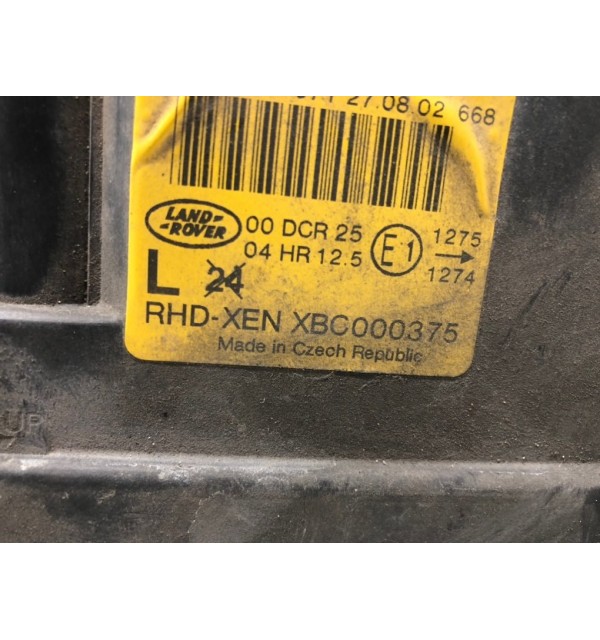 27.08.02 668
LAND-
ROVER
00 DCR 25
04 HR 12.5
E1
1275
1274
L 24
RHD-XEN XBC000375
Made in Czech Republic
UP